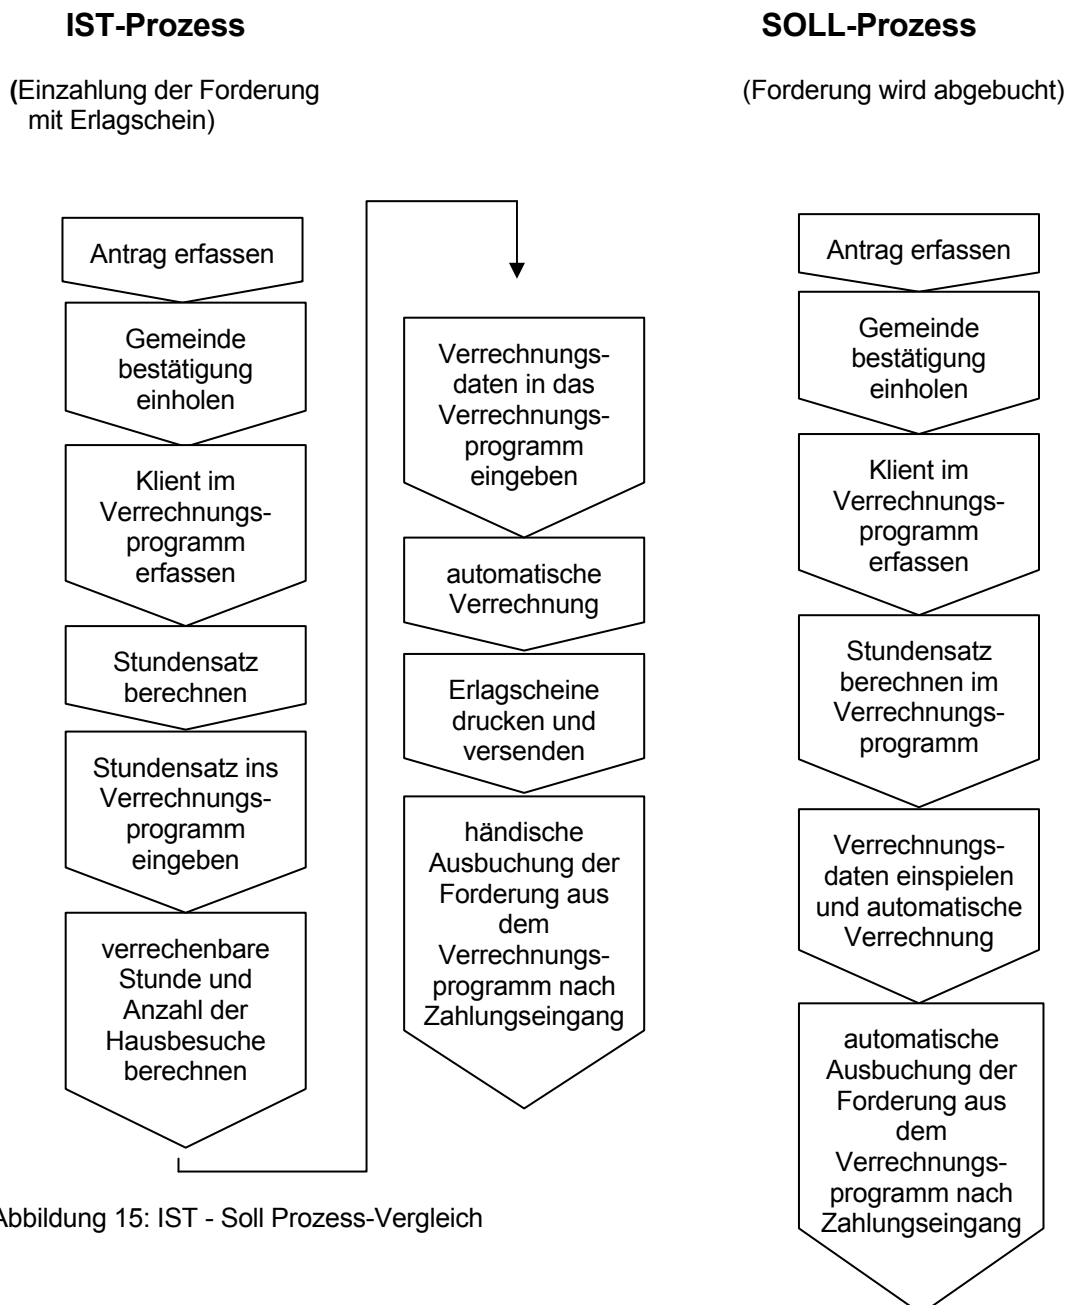 IST-Prozess
(Einzahlung der Forderung
mit Erlagschein)
Antrag erfassen
Gemeinde
bestätigung
einholen
Klient im
Verrechnungs-
programm
erfassen
Stundensatz
berechnen
Stundensatz ins
Verrechnungs-
programm
eingeben
verrechenbare
Stunde und
Anzahl der
Hausbesuche
berechnen
Verrechnungs-
daten in das
Verrechnungs-
programm
eingeben
automatische
Verrechnung
Erlagscheine
drucken und
versenden
händische
Ausbuchung der
Forderung aus
dem
Verrechnungs-
programm nach
Zahlungseingang
SOLL-Prozess
(Forderung wird abgebucht)
Antrag erfassen
Gemeinde
bestätigung
einholen
Klient im
Verrechnungs-
programm
erfassen
Stundensatz
berechnen im
Verrechnungs-
programm
Verrechnungs-
daten einspielen
und automatische
Verrechnung
automatische
Ausbuchung der
Forderung aus
dem
Verrechnungs-
programm nach
Zahlungseingang
Abbildung 15: IST - Soll Prozess-Vergleich